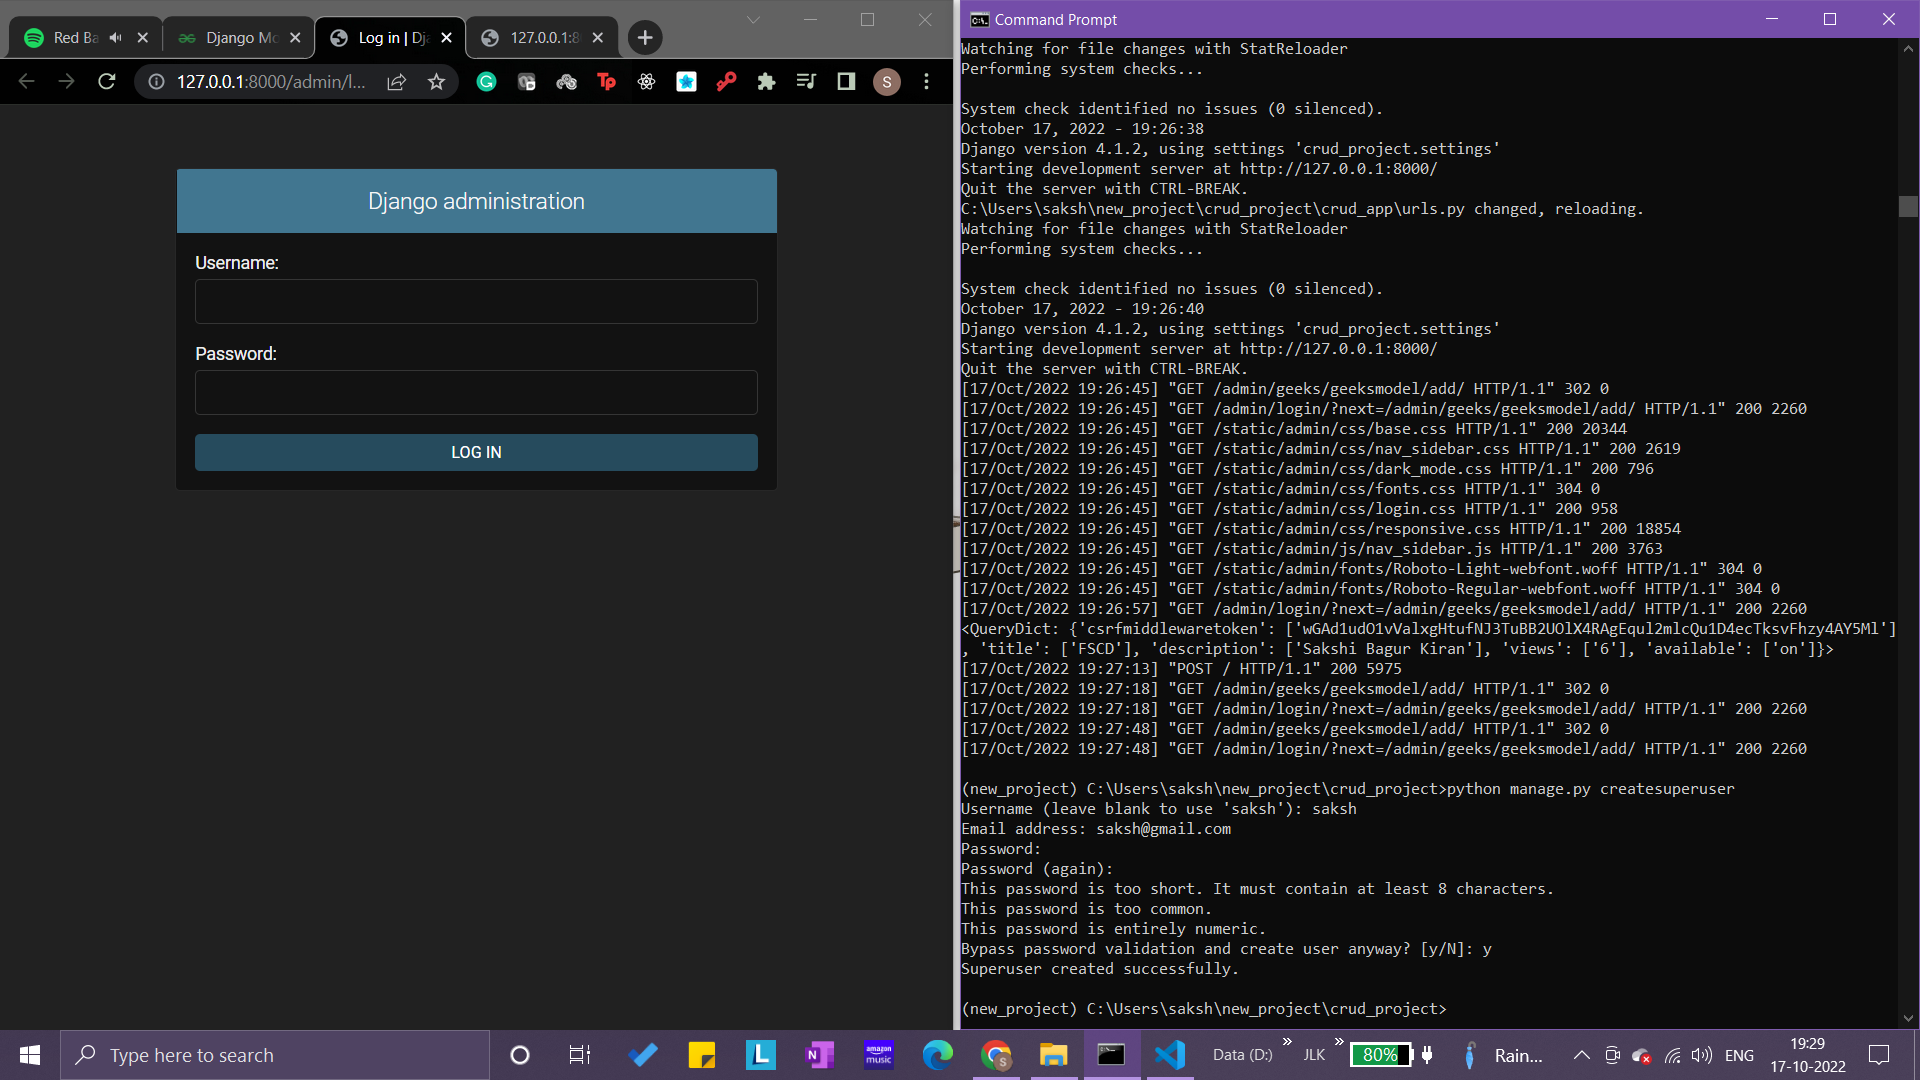 Red Ba
Django Mo
Log in | Dja
127.0.0.1:8
127.0.0.1:8000/admin/l...
S
Django administration
Username:
Password:
LOG IN
Command Prompt
Watching for file changes with StatReloader
Performing system checks...
System check identified no issues (0 silenced).
October 17, 2022 - 19:26:38
Django version 4.1.2, using settings 'crud_project.settings'
Starting development server at http://127.0.0.1:8000/
Quit the server with CTRL-BREAK.
C:\Users\saksh\new_project\crud_project\crud_app\urls.py changed, reloading.
Watching for file changes with StatReloader
Performing system checks...
System check identified no issues (0 silenced).
October 17, 2022 - 19:26:40
Django version 4.1.2, using settings 'crud_project.settings'
Starting development server at http://127.0.0.1:8000/
Quit the server with CTRL-BREAK.
[17/Oct/2022 19:26:45] "GET /admin/geeks/geeksmodel/add/ HTTP/1.1" 302 0
[17/Oct/2022 19:26:45] "GET /admin/login/?next=/admin/geeks/geeksmodel/add/ HTTP/1.1" 200 2260
[17/Oct/2022 19:26:45] "GET /static/admin/css/base.css HTTP/1.1" 200 20344
[17/Oct/2022 19:26:45] "GET /static/admin/css/nav_sidebar.css HTTP/1.1" 200 2619
[17/Oct/2022 19:26:45] "GET /static/admin/css/dark_mode.css HTTP/1.1" 200 796
[17/Oct/2022 19:26:45] "GET /static/admin/css/fonts.css HTTP/1.1" 304 0
[17/Oct/2022 19:26:45] "GET /static/admin/css/login.css HTTP/1.1" 200 958
[17/Oct/2022 19:26:45] "GET /static/admin/css/responsive.css HTTP/1.1" 200 18854
[17/Oct/2022 19:26:45] "GET /static/admin/js/nav_sidebar.js HTTP/1.1" 200 3763
[17/Oct/2022 19:26:45] "GET /static/admin/fonts/Roboto-Light-webfont.woff HTTP/1.1" 304 0
[17/Oct/2022 19:26:45] "GET /static/admin/fonts/Roboto-Regular-webfont.woff HTTP/1.1" 304 0
[17/Oct/2022 19:26:57] "GET /admin/login/?next=/admin/geeks/geeksmodel/add/ HTTP/1.1" 200 2260
<QueryDict: {'csrfmiddlewaretoken': ['wGAd1udO1vValxgHtufNJ3TuBB2UOlX4RAgEqul2mlcQu1D4ecTksvFhzy4AY5Ml']
, 'title': ['FSCD'], 'description': ['Sakshi Bagur Kiran'], 'views': ['6'], 'available': ['on']}>
[17/Oct/2022 19:27:13] "POST / HTTP/1.1" 200 5975
[17/Oct/2022 19:27:18] "GET /admin/geeks/geeksmodel/add/ HTTP/1.1" 302 0
[17/Oct/2022 19:27:18] "GET /admin/login/?next=/admin/geeks/geeksmodel/add/ HTTP/1.1" 200 2260
[17/Oct/2022 19:27:48] "GET /admin/geeks/geeksmodel/add/ HTTP/1.1" 302 0
[17/Oct/2022 19:27:48] "GET /admin/login/?next=/admin/geeks/geeksmodel/add/ HTTP/1.1" 200 2260
(new_project) C:\Users\saksh\new_project\crud_project>python manage.py createsuperuser
Username (leave blank to use 'saksh'): saksh
Email address: saksh@gmail.com
Password:
Password (again):
This password is too short. It must contain at least 8 characters.
This password is too common.
This password is entirely numeric.
Bypass password validation and create user anyway? [y/N]: y
Superuser created successfully.
(new_project) C:\Users\saksh\new_project\crud_project>
Type here to search
amazon
music
Data (D:)
JLK
80%
Rain...
ENG
19:29
17-10-2022